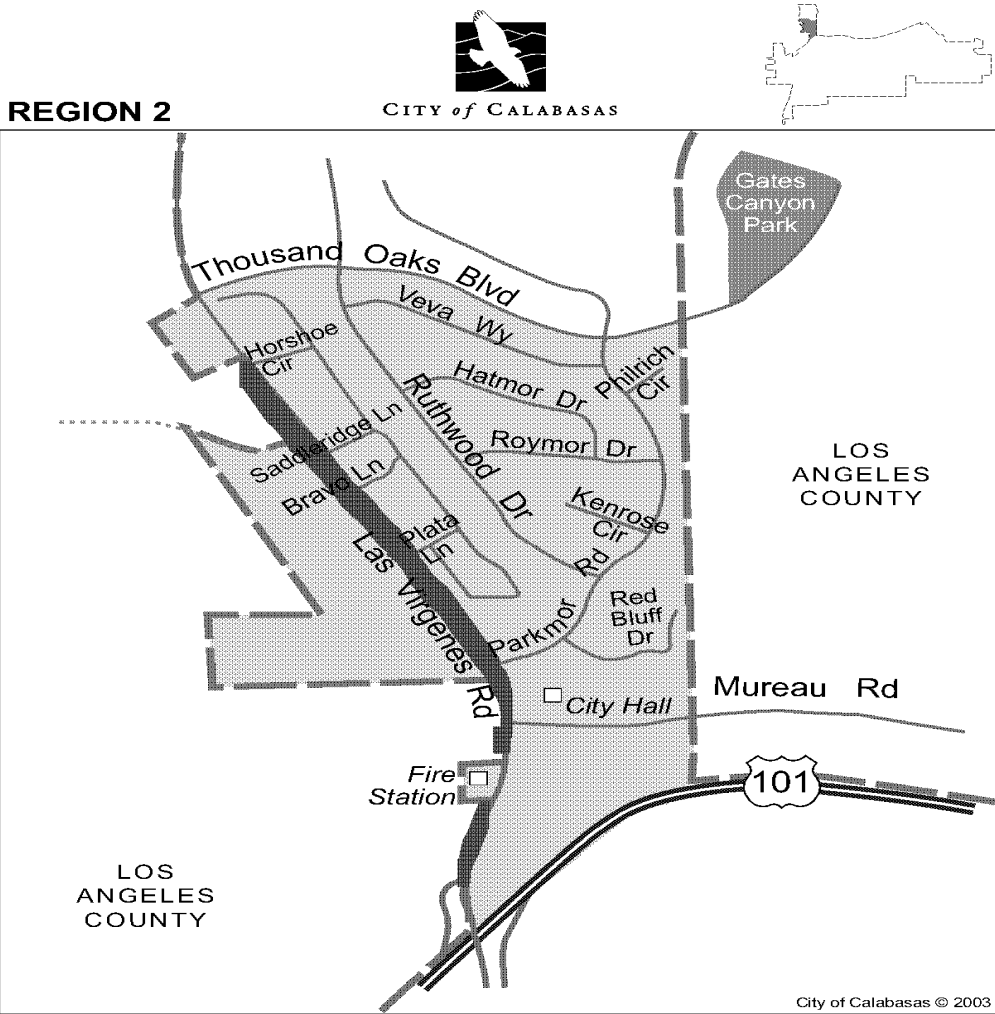 REGION 2
CITY of CALABASAS
Gates
Canyon
Park
Thousand Oaks Blvd
Veva Wy
Horshoe
Cir
Philrich
Cir
Hatmor Dr
Ruthwood Dr
Saddleridge Ln
Roymor Dr
Bravo Ln
LOS
ANGELES
COUNTY
Kenrose
Cir
Plata
Ln
Las Virgenes Rd
Parkmor Rd
Red
Bluff
Dr
Mureau Rd
City Hall
Fire
Station
101
LOS
ANGELES
COUNTY
City of Calabasas © 2003